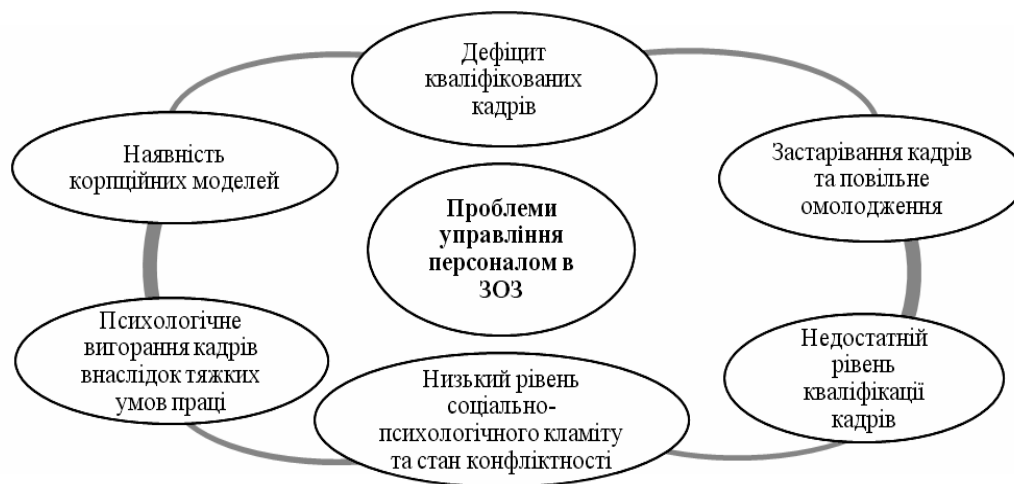 Дефіцит
кваліфікованих
кадрів
Наявність
корпційних моделей
Застарівання кадрів
та повільне
омолодження
Проблеми
управління
персоналом в
ЗОЗ
Психологічне
вигорання кадрів
внаслідок тяжких
умов праці
Низький рівень
соціально-
психологічного кламіту
та стан конфліктності
Недостатній
рівень
кваліфікації
кадрів